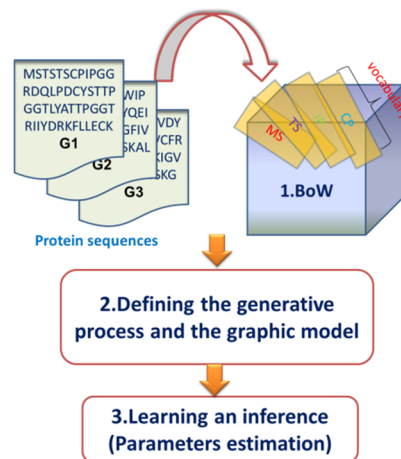 MSTSTSCPIPGG
RDQLPDCYSTTP
GGTLYATTPGGT
RIIYDRKFLLECK
G1
WIP
YQEI
GFIV
SKAL
G2
VDY
VCFR
KIGV
SKG
G3
Protein sequences
MS
TS
CP
vocabulary
1.BoW
2.Defining the generative
process and the graphic model
3.Learning an inference
(Parameters estimation)